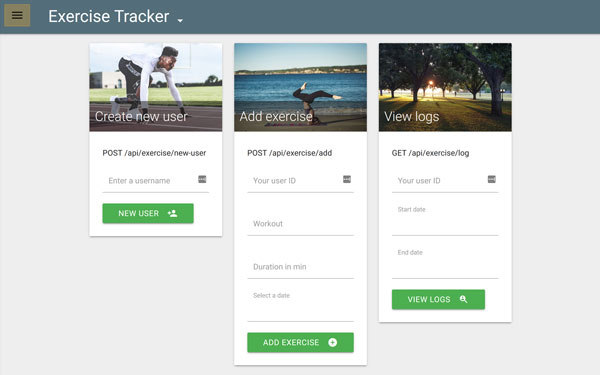 Exercise Tracker
Create new user
POST /api/exercise/new-user
Enter a username
NEW USER
Add exercise
POST /api/exercise/add
Your user ID
Workout
Duration in min
Select a date
ADD EXERCISE
View logs
GET /api/exercise/log
Your user ID
Start date
End date
VIEW LOGS